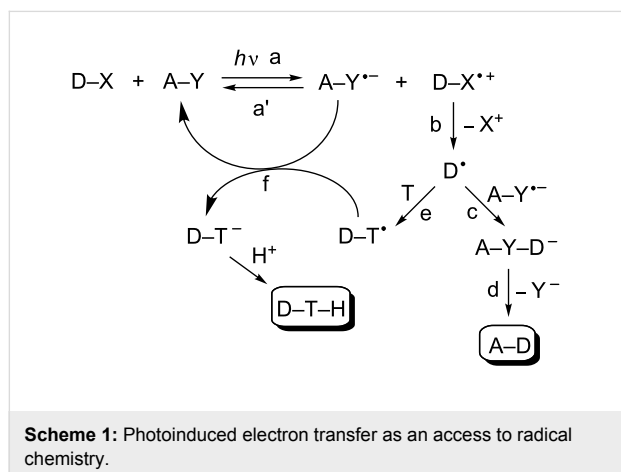 hν a
D–X + A–Y A–Y•– + D–X•+
a'
b – X+
D•
T A–Y•–
f e c
D–T– D–T• A–Y–D–
H+
d – Y–
D–T–H
A–D
Scheme 1: Photoinduced electron transfer as an access to radical
chemistry.